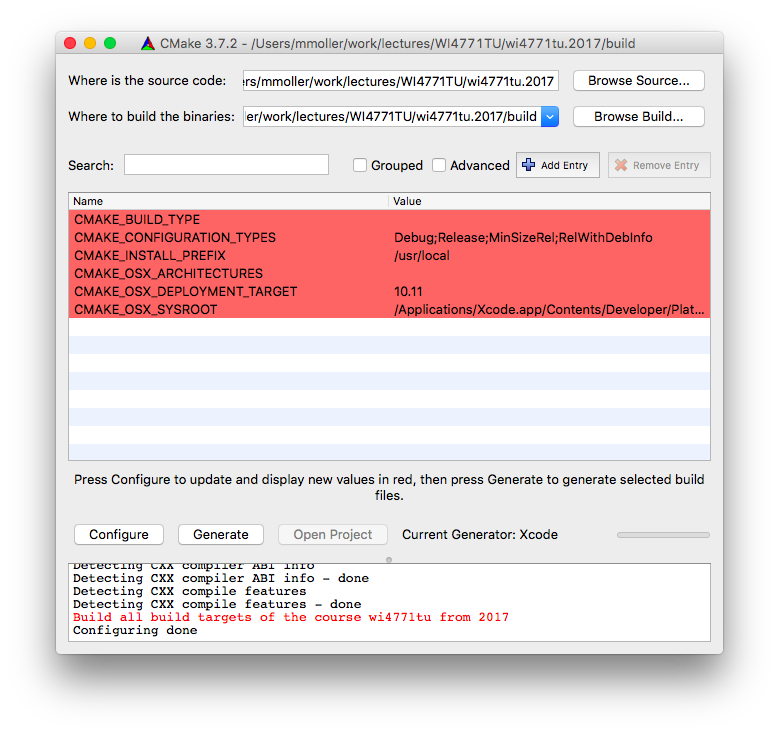 CMake 3.7.2 - /Users/mmoller/work/lectures/WI4771TU/wi4771tu.2017/build
Where is the source code: ers/mmoller/work/lectures/WI4771TU/wi4771tu.2017 Browse Source...
Where to build the binaries: ller/work/lectures/WI4771TU/wi4771tu.2017/build Browse Build...
Search: Grouped Advanced Add Entry Remove Entry
Name Value
CMAKE_BUILD_TYPE
CMAKE_CONFIGURATION_TYPES Debug;Release;MinSizeRel;RelWithDebInfo
CMAKE_INSTALL_PREFIX /usr/local
CMAKE_OSX_ARCHITECTURES
CMAKE_OSX_DEPLOYMENT_TARGET 10.11
CMAKE_OSX_SYSROOT /Applications/Xcode.app/Contents/Developer/Plat...
Press Configure to update and display new values in red, then press Generate to generate selected build
files.
Configure Generate Open Project Current Generator: Xcode
Detecting CXX compiler ABI info
Detecting CXX compiler ABI info - done
Detecting CXX compile features
Detecting CXX compile features - done
Build all build targets of the course wi4771tu from 2017
Configuring done